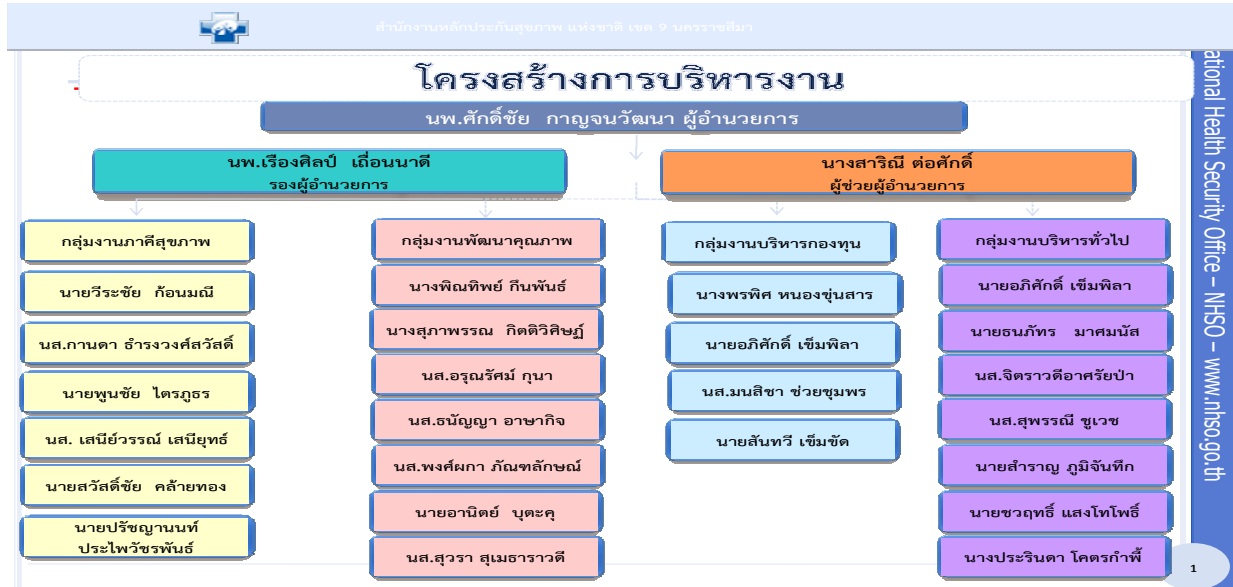 สำนักงานหลักประกันสุขภาพ แห่งชาติ เขต 9 นครราชสีมา
โครงสร้างการบริหารงาน
นพ.ศักดิ์ชัย กาญจนวัฒนา ผู้อำนวยการ
นพ.เรืองศิลป์ เถื่อนนาดี
รองผู้อำนวยการ
นางสาริณี ต่อศักดิ์
ผู้ช่วยผู้อำนวยการ
กลุ่มงานภาคีสุขภาพ
นายวีระชัย ก้อนมณี
นส.กานดา ธำรงวงศ์สวัสดิ์
นายพูนชัย ไตรภูธร
นส. เสนีย์วรรณ์ เสนียุทธ์
นายสวัสดิ์ชัย คล้ายทอง
นายปรัชญานนท์
ประไพวัชรพันธ์
กลุ่มงานพัฒนาคุณภาพ
นางพิณทิพย์ กีนพันธ์
นางสุภาพรรณ กิตติวิศิษฏ์
นส.อรุณรัศม์ กุนา
นส.ธนัญญา อาษากิจ
นส.พงศ์ผกา ภัณฑลักษณ์
นายอานิตย์ บุตะคุ
นส.สุวรา สุเมธาราวดี
กลุ่มงานบริหารกองทุน
นางพรพิศ หนองขุ่นสาร
นายอภิศักดิ์ เข็มพิลา
นส.มนสิชา ช่วยชุมพร
นายสันทวี เข็มขัด
กลุ่มงานบริหารทั่วไป
นายอภิศักดิ์ เข็มพิลา
นายธนภัทร มาศมนัส
นส.จิตราวดีอาศรัยป่า
นส.สุพรรณี ชูเวช
นายสำราญ ภูมิจันทึก
นายชวฤทธิ์ แสงโทโพธิ์
นางประรินดา โคตรกำพี้
ational Health Security Office – NHSO – www.nhso.go.th
1